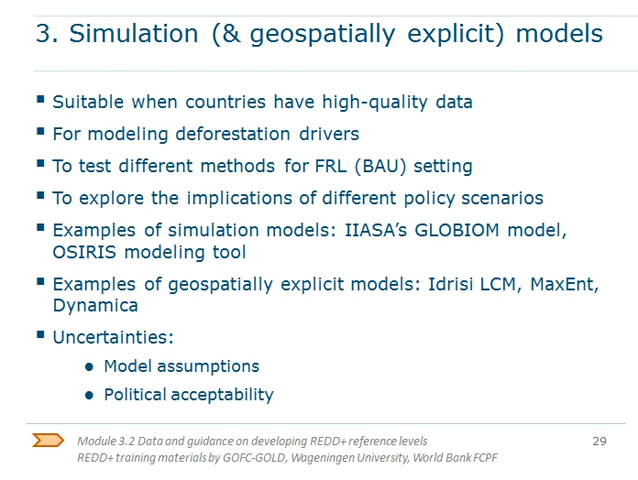 3. Simulation (& geospatially explicit) models
▪ Suitable when countries have high-quality data
▪ For modeling deforestation drivers
▪ To test different methods for FRL (BAU) setting
▪ To explore the implications of different policy scenarios
▪ Examples of simulation models: IIASA’s GLOBIOM model,
OSIRIS modeling tool
▪ Examples of geospatially explicit models: Idrisi LCM, MaxEnt,
Dynamica
▪ Uncertainties:
● Model assumptions
● Political acceptability
Module 3.2 Data and guidance on developing REDD+ reference levels
REDD+ training materials by GOFC-GOLD, Wageningen University, World Bank FCPF
29